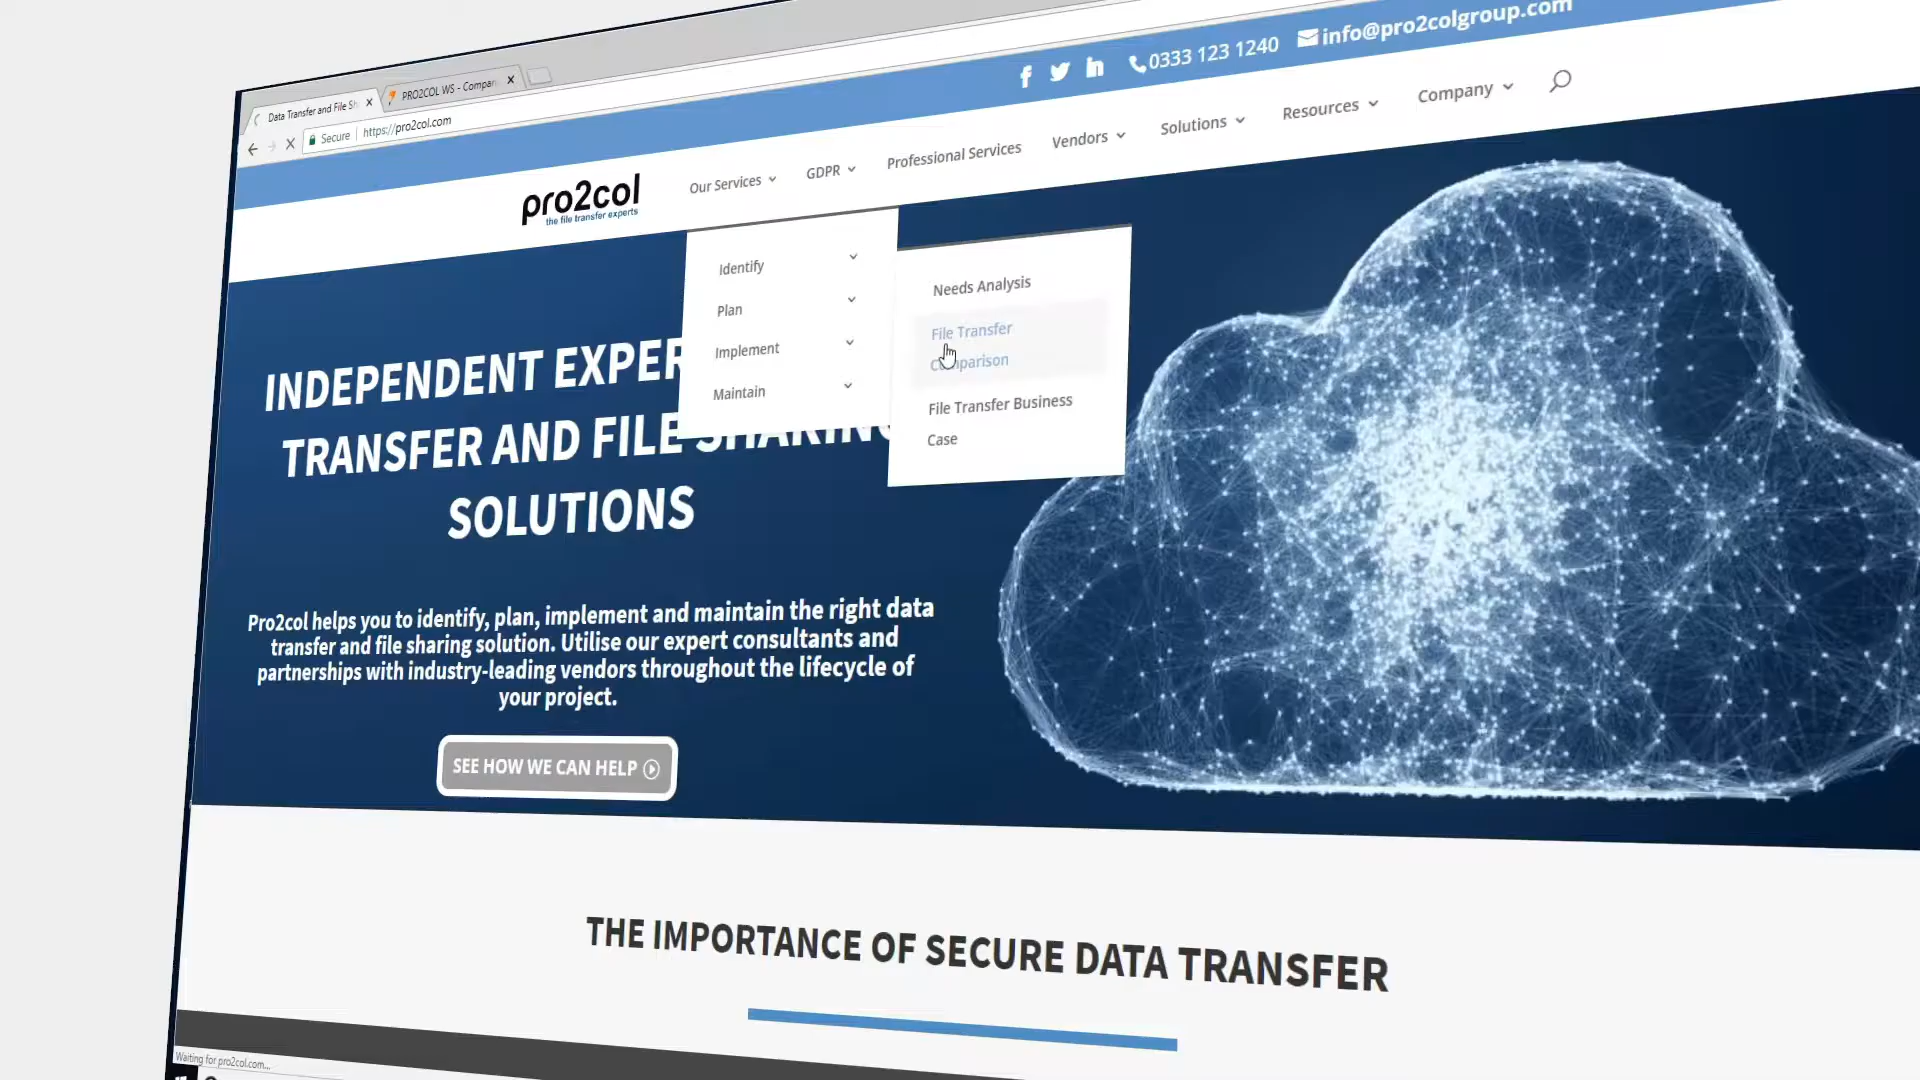 Data Transfer and File Sh
PRO2COL WS - Compan
Secure
https://pro2col.com
0333 123 1240
info@pro2colgroup.com
pro2col
the file transfer experts
Our Services
GDPR
Professional Services
Vendors
Solutions
Resources
Company
Identify
Plan
Implement
Maintain
Needs Analysis
File Transfer
Comparison
File Transfer Business
Case
INDEPENDENT EXPER
TRANSFER AND FILE SHARING
SOLUTIONS
Pro2col helps you to identify, plan, implement and maintain the right data
transfer and file sharing solution. Utilise our expert consultants and
partnerships with industry-leading vendors throughout the lifecycle of
your project.
SEE HOW WE CAN HELP
THE IMPORTANCE OF SECURE DATA TRANSFER
Waiting for pro2col.com...